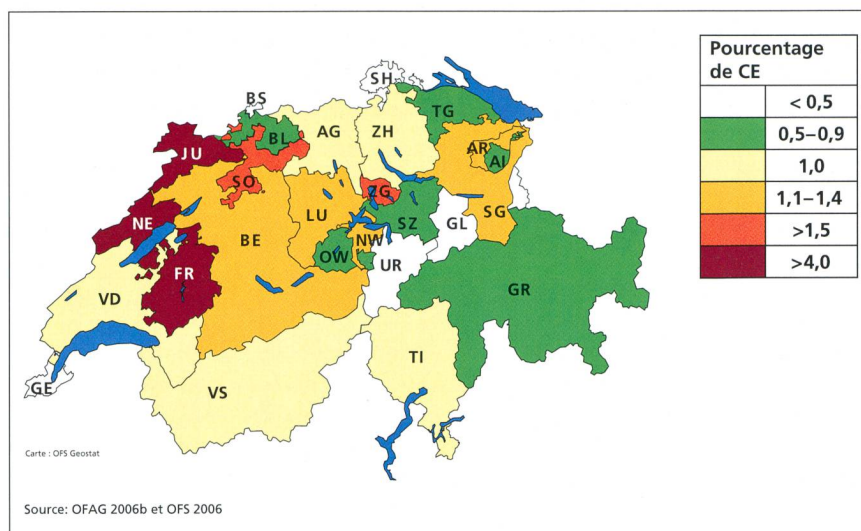 Pourcentage
de CE
< 0,5
0,5–0,9
1,0
1,1–1,4
>1,5
>4,0
SH
BS
TG
BL
AG
ZH
JU
AR
AI
SO
ZG
LU
SZ
GL
SG
NE
BE
NW
OW
UR
FR
GR
VD
TI
VS
GE
Carte : OFS Geostat
Source: OFAG 2006b et OFS 2006